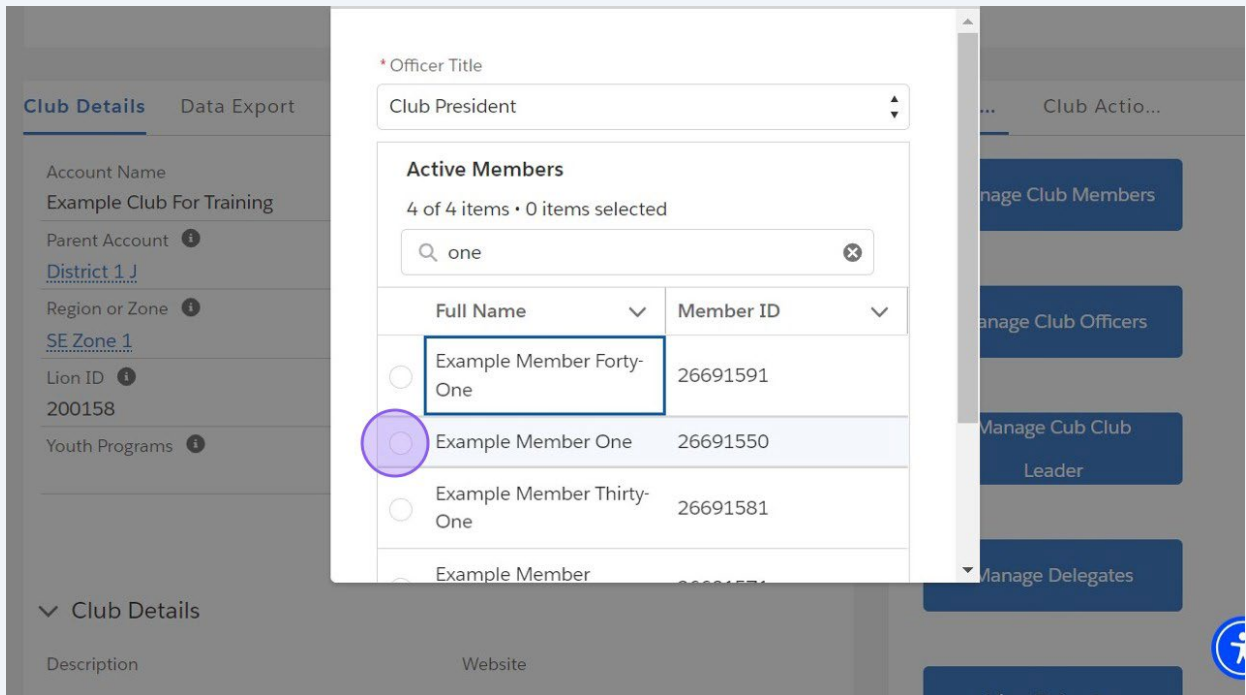 * Officer Title
Club President
Active Members
4 of 4 items • 0 items selected
one
Full Name Member ID
Example Member Forty-
One
26691591
Example Member One 26691550
Example Member Thirty-
One
26691581
Example Member
Club Details Data Export
Account Name
Example Club For Training
Parent Account
District 1 J
Region or Zone
SE Zone 1
Lion ID
200158
Youth Programs
Club Details
Description Website
... Club Actio...
nage Club Members
anage Club Officers
Manage Cub Club
Leader
Manage Delegates